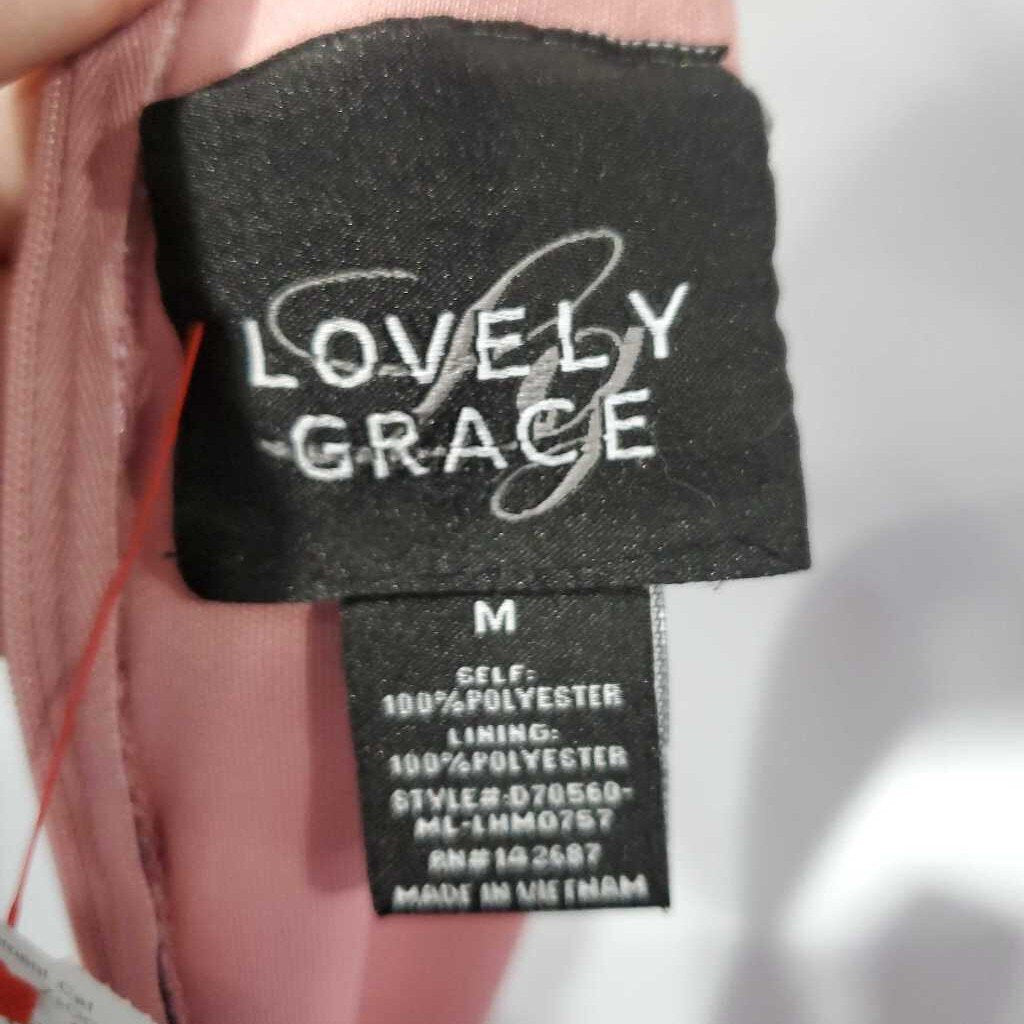 LOVELY
GRACE
M
SELF:
100%POLYESTER
LINING:
100%POLYESTER
STYLE#:D70560-
ML-LHM0757
RN#142687
MADE IN VIETNAM